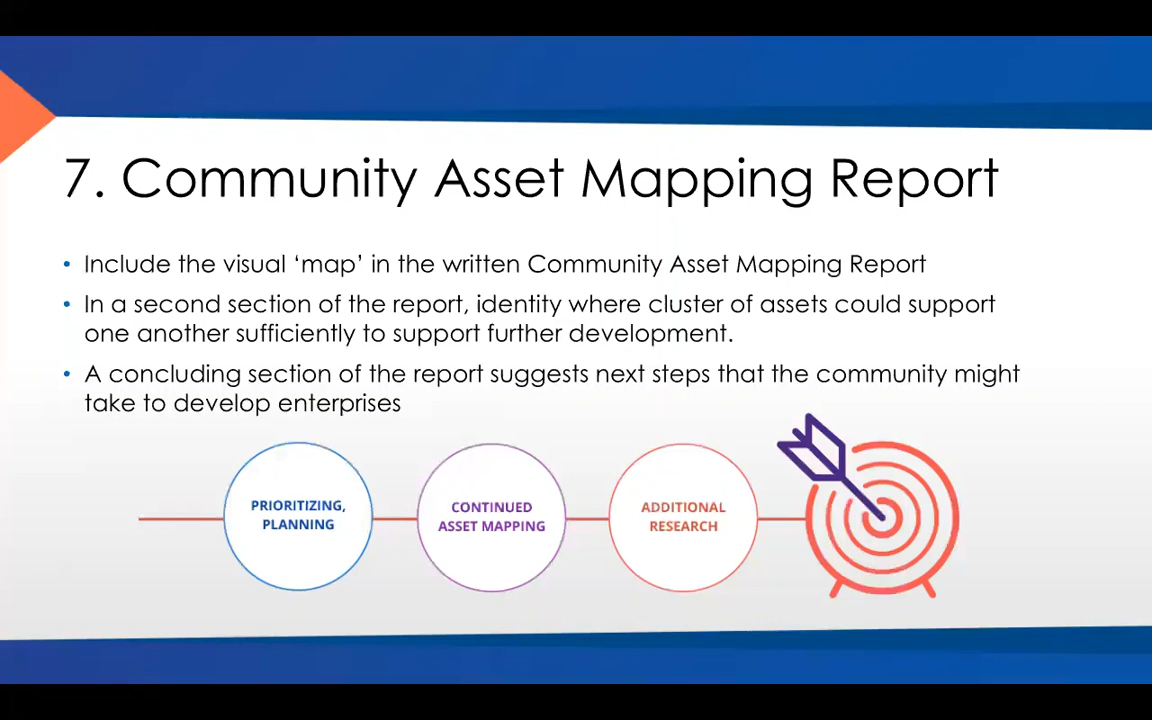 7. Community Asset Mapping Report
• Include the visual ‘map’ in the written Community Asset Mapping Report
• In a second section of the report, identity where cluster of assets could support
one another sufficiently to support further development.
• A concluding section of the report suggests next steps that the community might
take to develop enterprises
PRIORITIZING,
PLANNING
CONTINUED
ASSET MAPPING
ADDITIONAL
RESEARCH